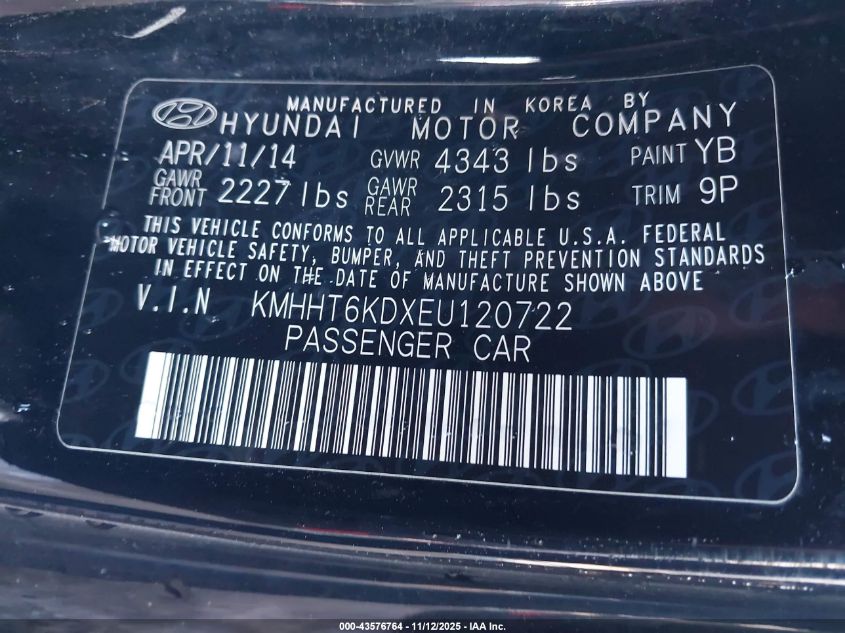 MANUFACTURED IN KOREA BY
HYUNDAI MOTOR COMPANY
APR/11/14 GVWR 4343 lbs PAINT YB
GAWR FRONT 2227 lbs GAWR REAR 2315 lbs TRIM 9P
THIS VEHICLE CONFORMS TO ALL APPLICABLE U.S.A. FEDERAL
MOTOR VEHICLE SAFETY, BUMPER, AND THEFT PREVENTION STANDARDS
IN EFFECT ON THE DATE OF MANUFACTURE SHOWN ABOVE
V.I.N KMHHT6KDXEU120722
PASSENGER CAR
000-43576764 - 11/12/2025 - IAA Inc.